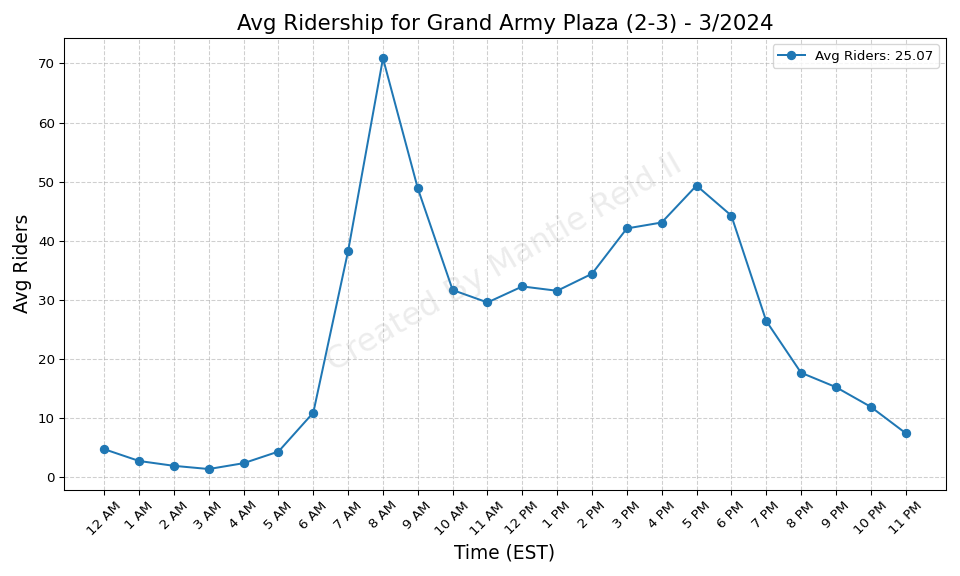 Avg Ridership for Grand Army Plaza (2-3) - 3/2024
Avg Riders: 25.07
70
60
50
40
30
20
10
0
Avg Riders
Created By Mantle Reid II
12 AM
1 AM
2 AM
3 AM
4 AM
5 AM
6 AM
7 AM
8 AM
9 AM
10 AM
11 AM
12 PM
1 PM
2 PM
3 PM
4 PM
5 PM
6 PM
7 PM
8 PM
9 PM
10 PM
11 PM
Time (EST)